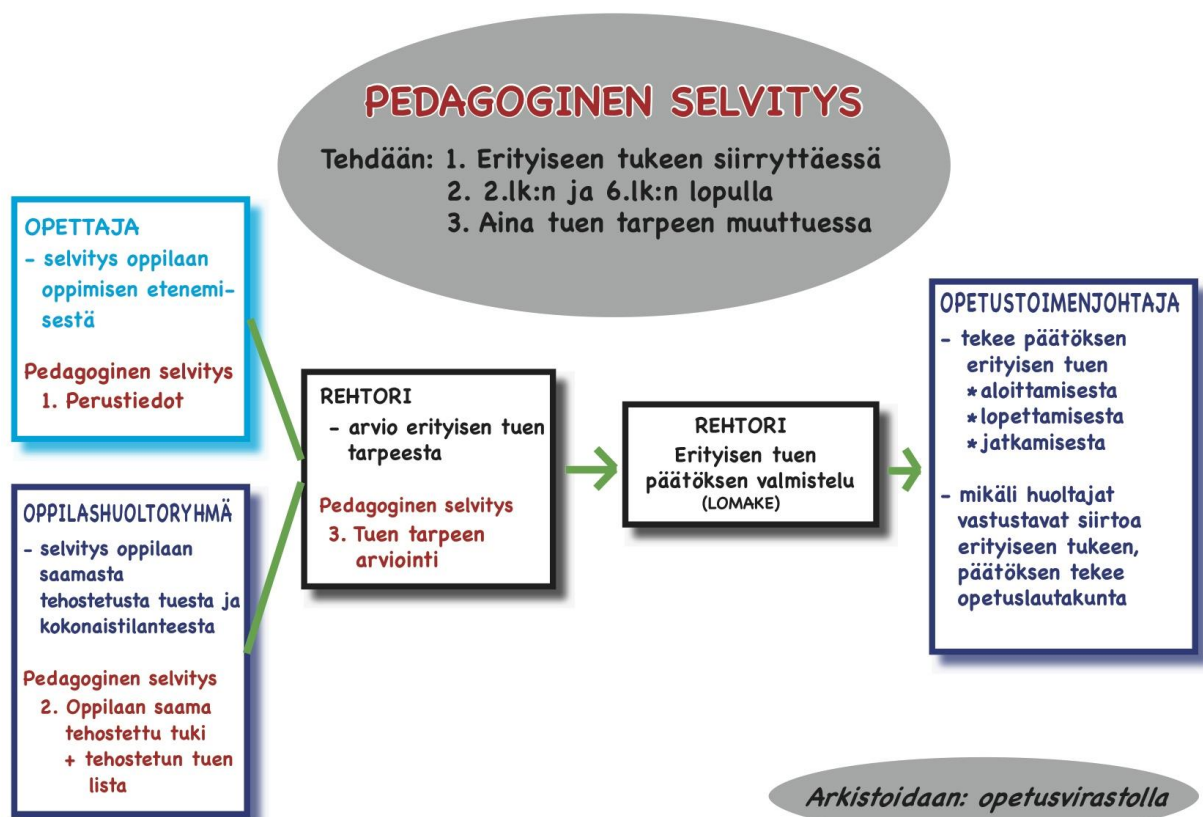 PEDAGOGINEN SELVITYS
Tehdään: 1. Erityiseen tukeen siirryttäessä
2. 2.lk:n ja 6.lk:n lopulla
3. Aina tuen tarpeen muuttuessa
OPETTAJA
- selvitys oppilaan
oppimisen etenemi-
sestä
Pedagoginen selvitys
1. Perustiedot
OPPILASHUOLTORYHMÄ
- selvitys oppilaan
saamasta
tehostetusta tuesta ja
kokonaistilanteesta
Pedagoginen selvitys
2. Oppilaan saama
tehostettu tuki
+ tehostetun tuen
lista
REHTORI
- arvio erityisen tuen
tarpeesta
Pedagoginen selvitys
3. Tuen tarpeen
arviointi
REHTORI
Erityisen tuen
päätöksen valmistelu
(LOMAKE)
OPETUSTOIMENJOHTAJA
- tekee päätöksen
erityisen tuen
*aloittamisesta
*lopettamisesta
*jatkamisesta
- mikäli huoltajat
vastustavat siirtoa
erityiseen tukeen,
päätöksen tekee
opetuslautakunta
Arkistoidaan: opetusvirastolla